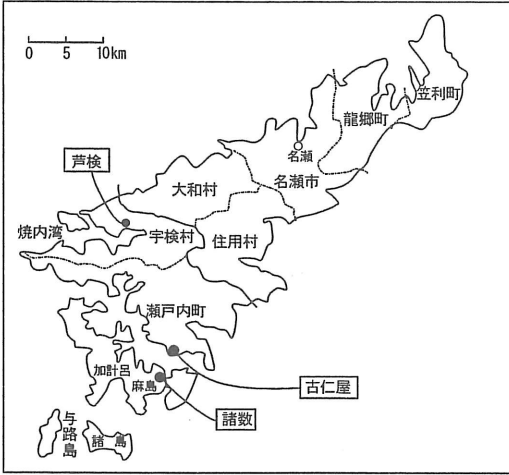 0 5 10km
笠利町
龍郷町
名瀬
名瀬市
芦検
大和村
焼内湾
宇検村
住用村
瀬戸内町
加計呂
麻島
古仁屋
諸数
与路島
諸島